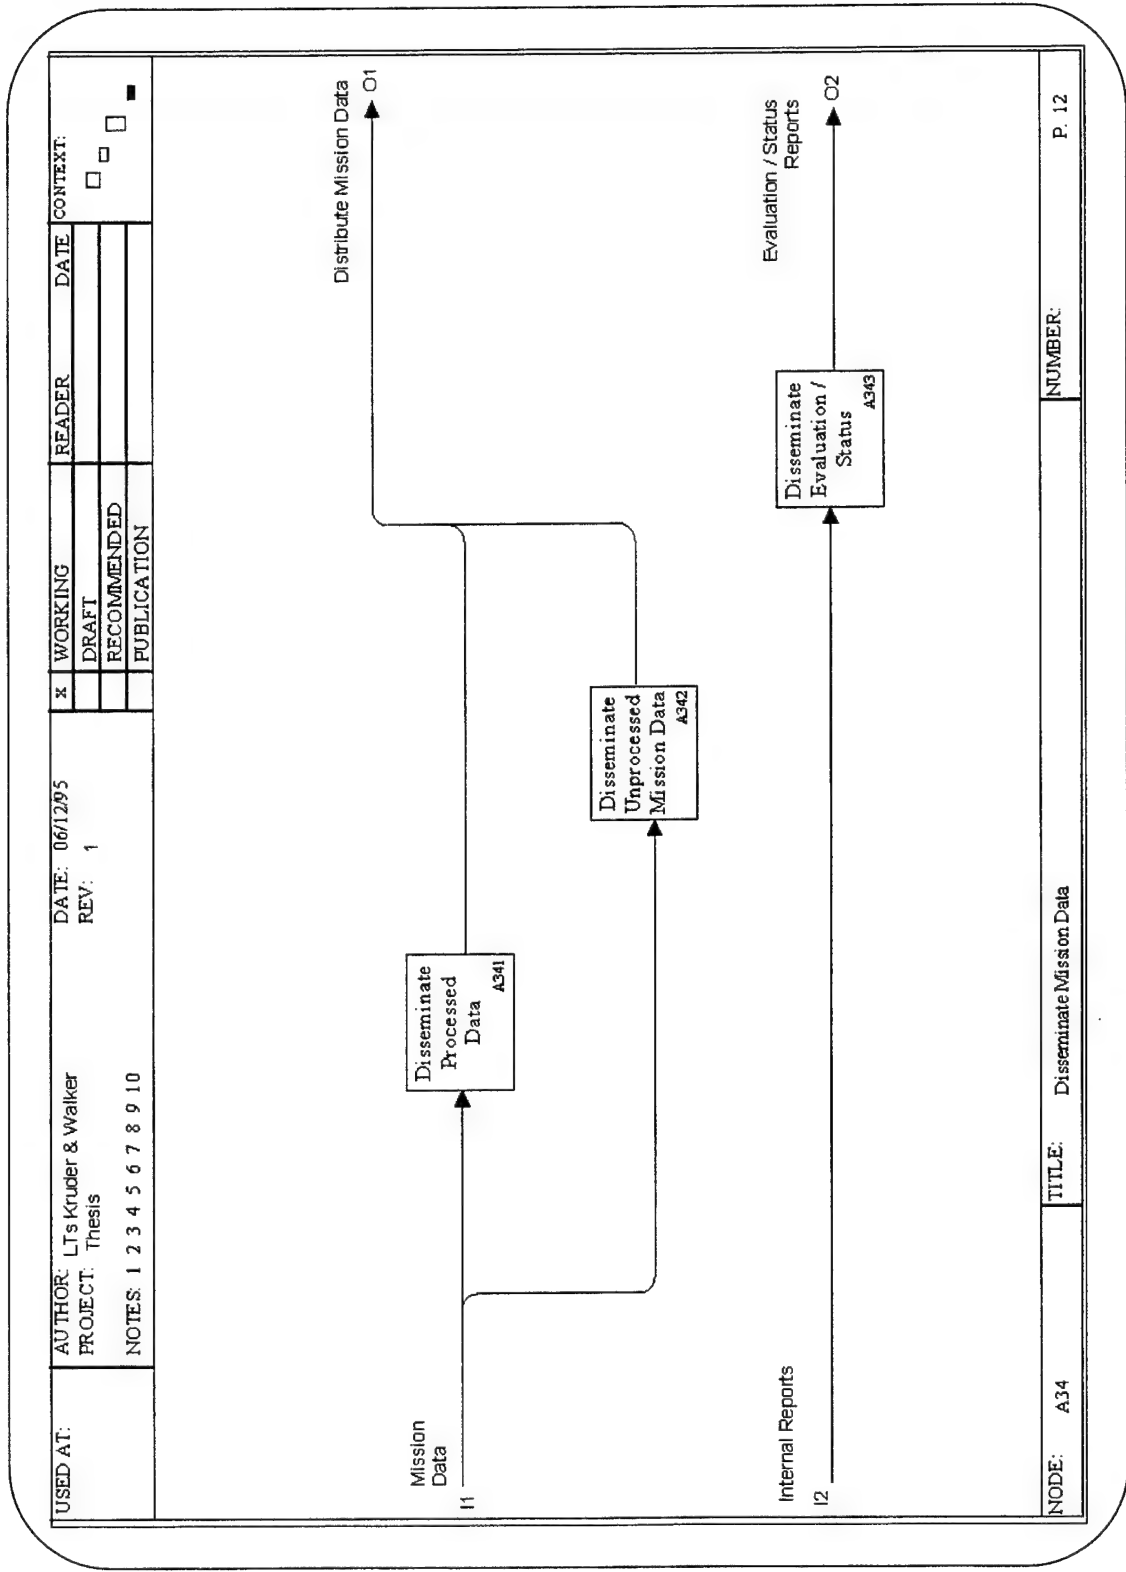 USED AT:
AUTHOR: LTs Kruder & Walker
PROJECT: Thesis
NOTES: 1 2 3 4 5 6 7 8 9 10
DATE: 06/12/95
REV: 1
x WORKING
DRAFT
RECOMMENDED
PUBLICATION
READER DATE
CONTEXT:
Distribute Mission Data
O1
Mission
Data
I1
Disseminate
Processed
Data
A341
Disseminate
Unprocessed
Mission Data
A342
Evaluation / Status
Reports
O2
Internal Reports
I2
Disseminate
Evaluation /
Status
A343
NODE: A34
TITLE: Disseminate Mission Data
NUMBER: P. 12